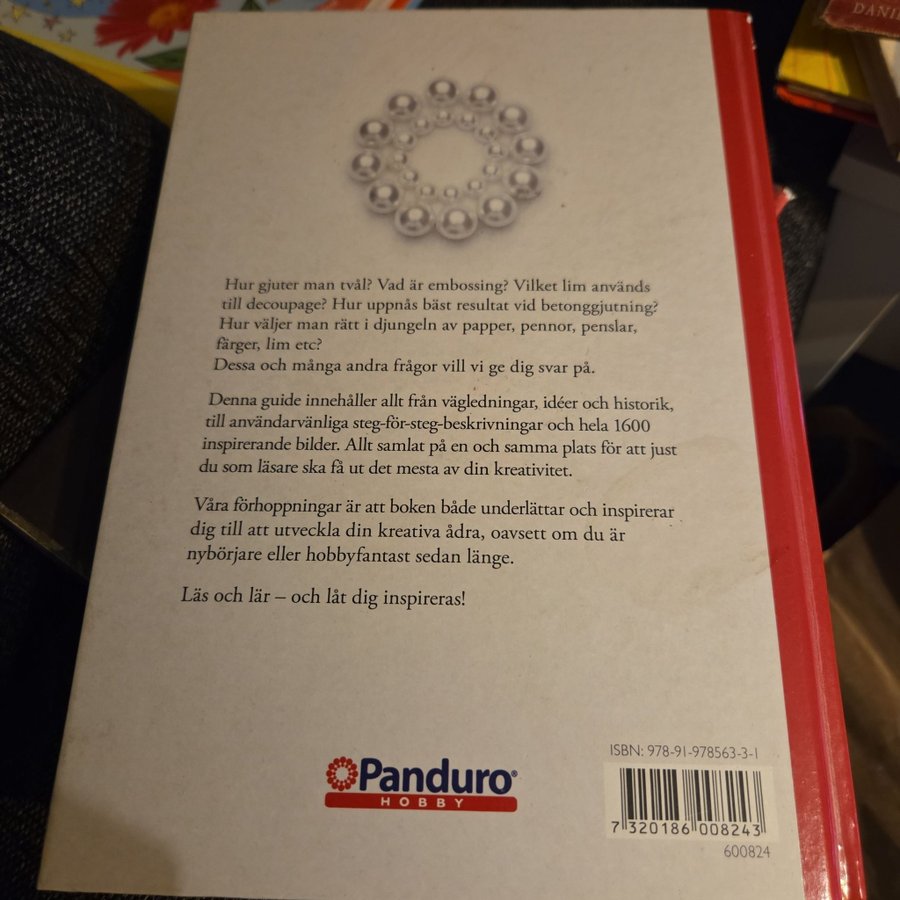 DANI
Hur gjuter man tvål? Vad är embossing? Vilket lim används
till decoupage? Hur uppnås bäst resultat vid betonggjutning?
Hur väljer man rätt i djungeln av papper, pennor, penslar,
färger, lim etc?
Dessa och många andra frågor vill vi ge dig svar på.
Denna guide innehåller allt från vägledningar, idéer och historik,
till användarvänliga steg-för-steg-beskrivningar och hela 1600
inspirerande bilder. Allt samlat på en och samma plats för att just
du som läsare ska få ut det mesta av din kreativitet.
Våra förhoppningar är att boken både underlättar och inspirerar
dig till att utveckla din kreativa ådra, oavsett om du är
nybörjare eller hobbyfantast sedan länge.
Läs och lär – och låt dig inspireras!
Panduro®
HOBBY
ISBN: 978-91-978563-3-1
7 320186 008243
600824